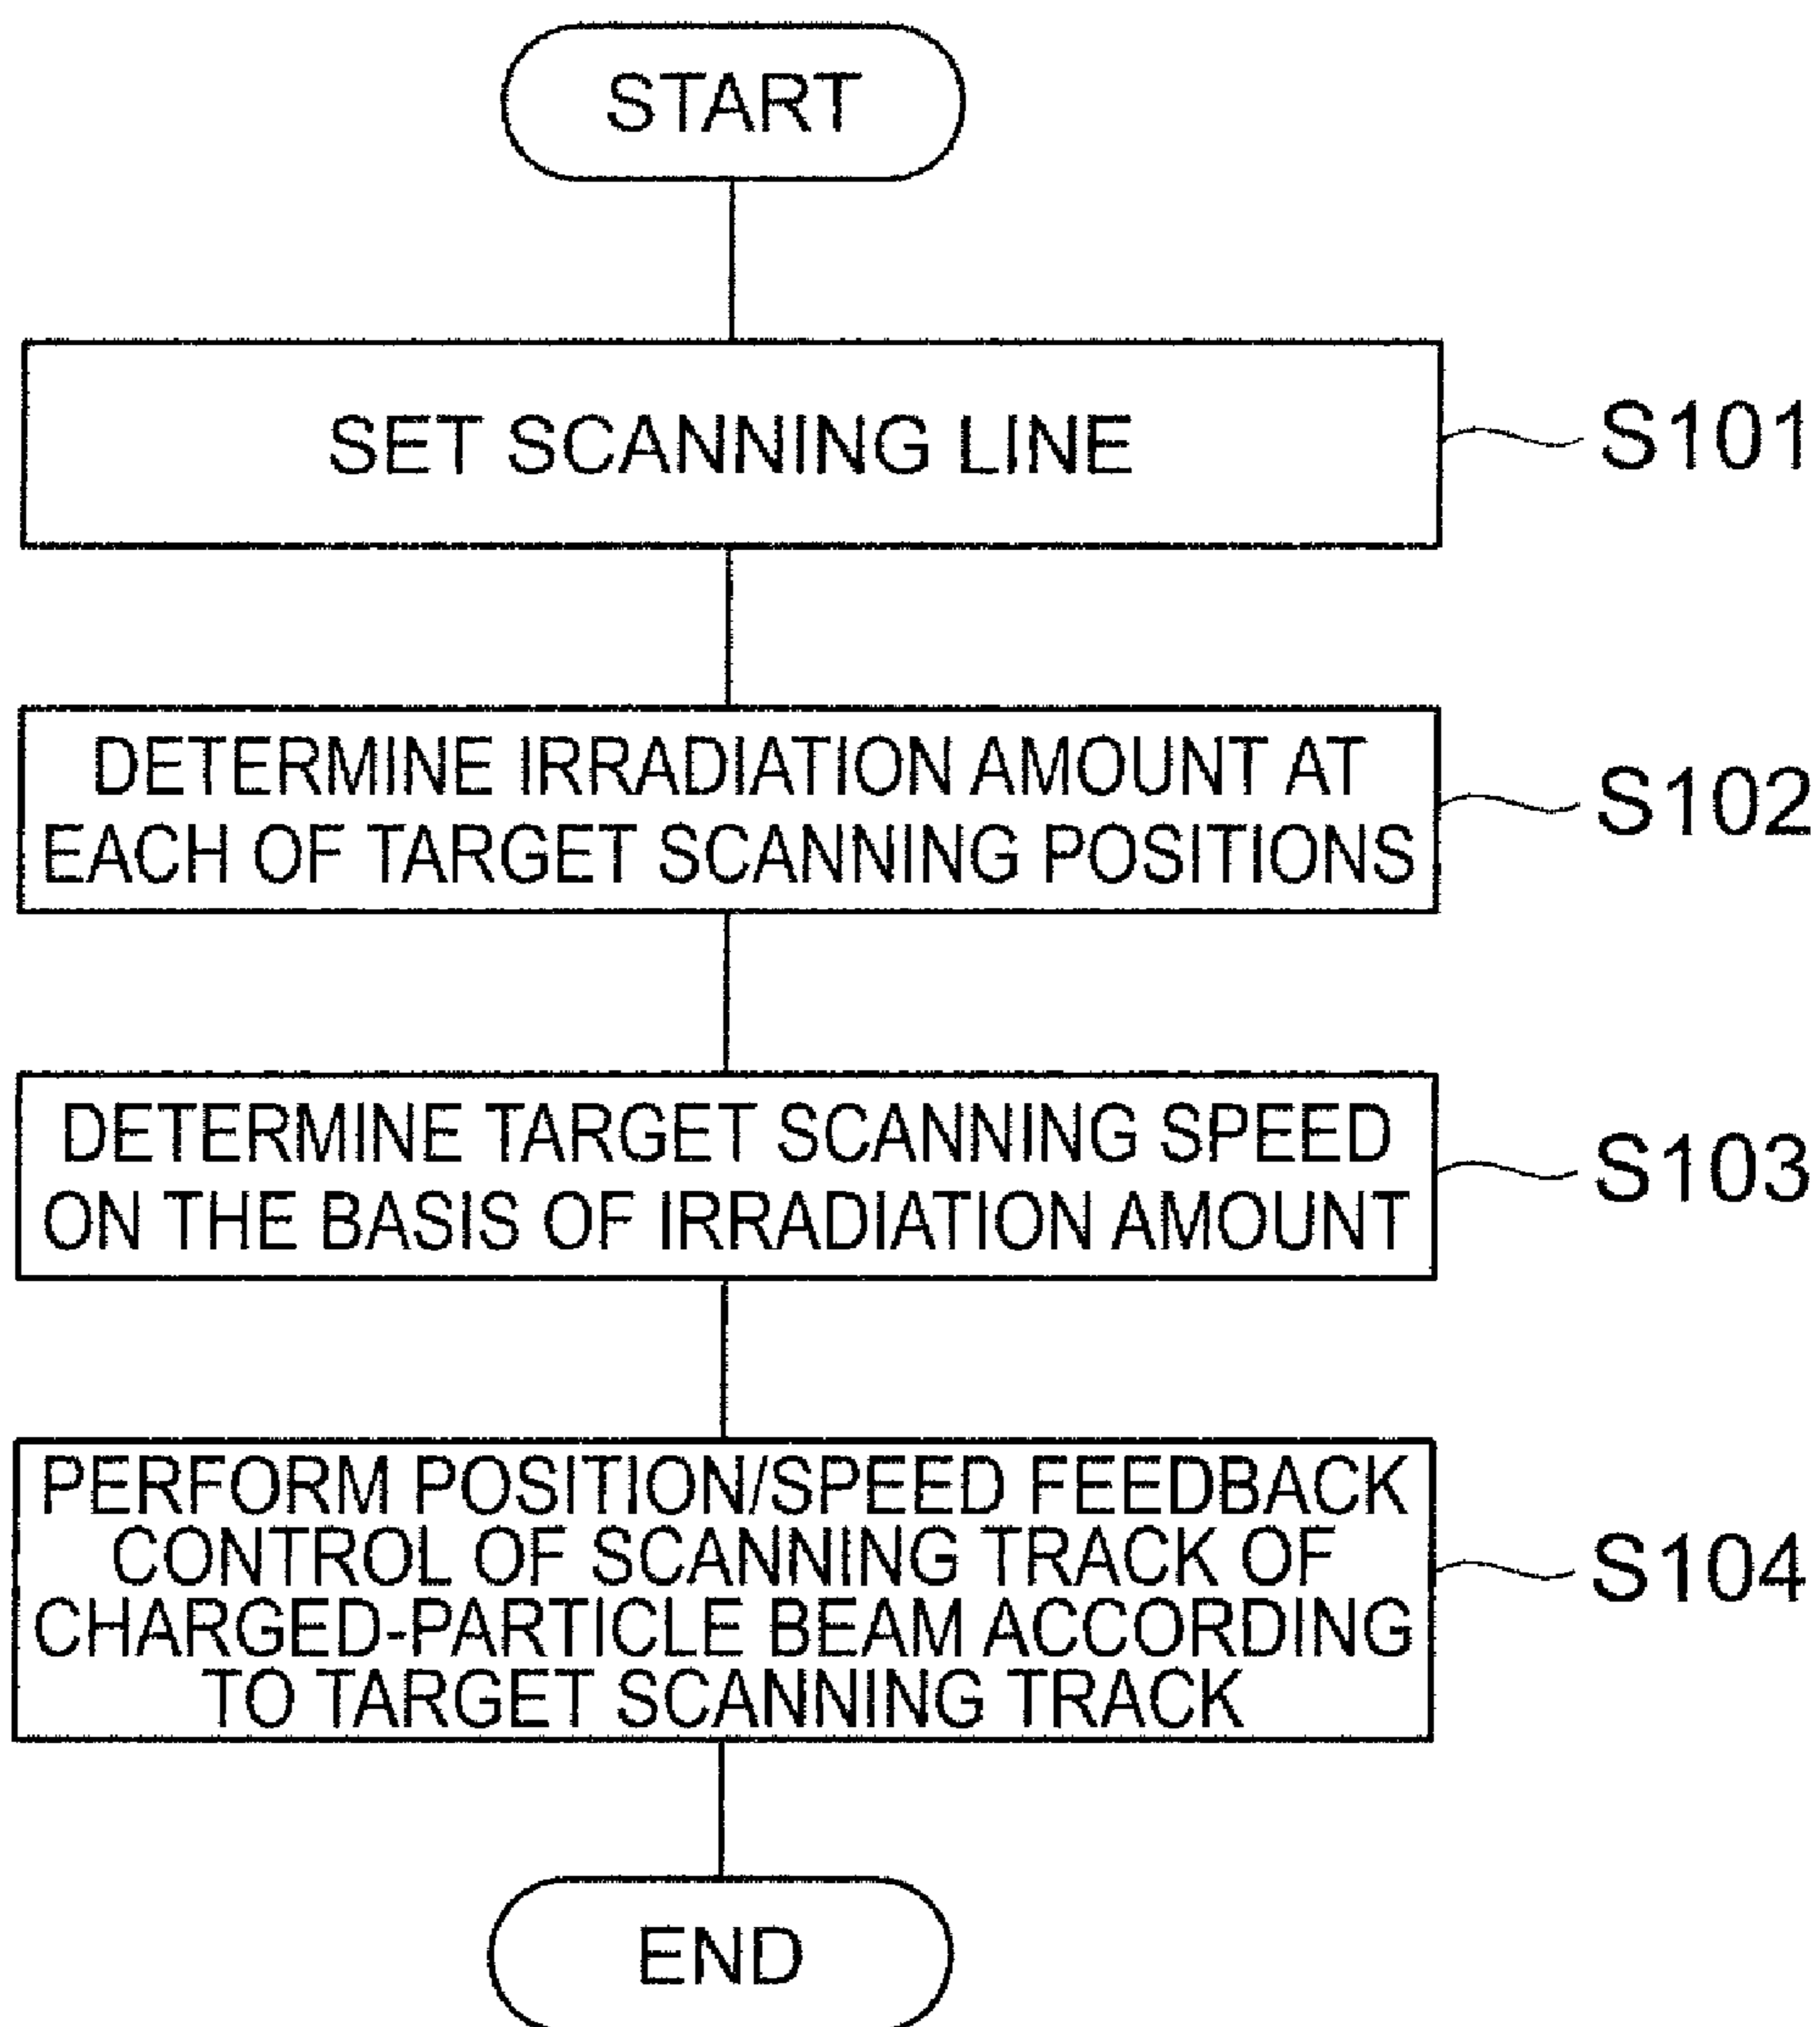 START
SET SCANNING LINE
S101
DETERMINE IRRADIATION AMOUNT AT
EACH OF TARGET SCANNING POSITIONS
S102
DETERMINE TARGET SCANNING SPEED
ON THE BASIS OF IRRADIATION AMOUNT
S103
PERFORM POSITION/SPEED FEEDBACK
CONTROL OF SCANNING TRACK OF
CHARGED-PARTICLE BEAM ACCORDING
TO TARGET SCANNING TRACK
S104
END